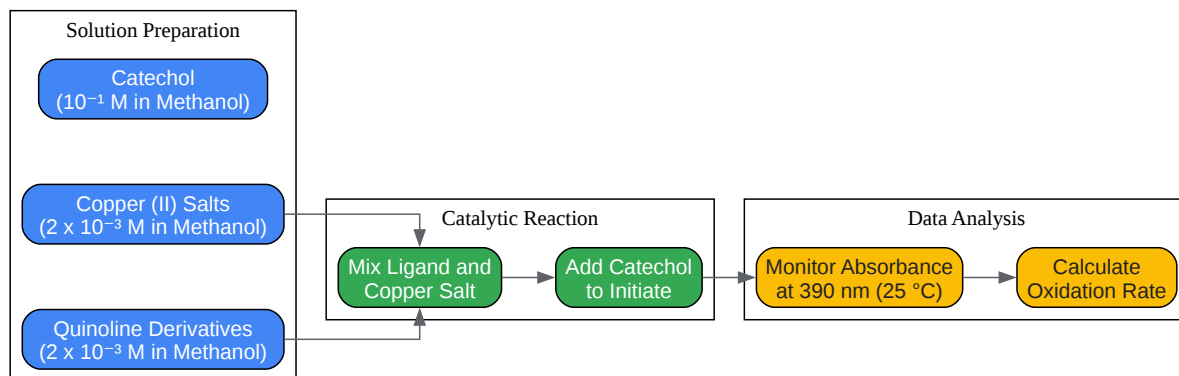 Solution Preparation
Catechol
(10⁻¹ M in Methanol)
Copper (II) Salts
(2 x 10⁻³ M in Methanol)
Quinoline Derivatives
(2 x 10⁻³ M in Methanol)
Catalytic Reaction
Mix Ligand and
Copper Salt
Add Catechol
to Initiate
Data Analysis
Monitor Absorbance
at 390 nm (25 °C)
Calculate
Oxidation Rate